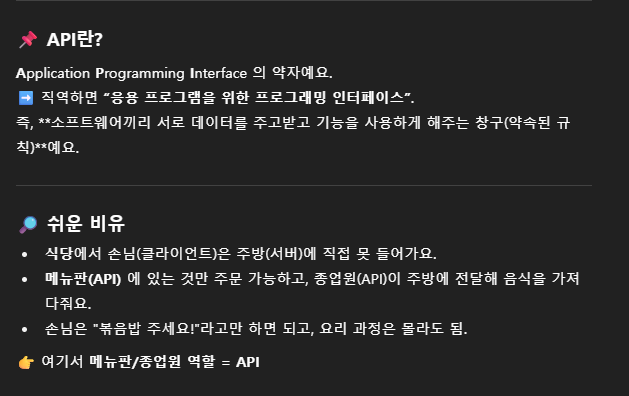 📌 API란?
Application Programming Interface 의 약자예요.
➡️ 직역하면 “응용 프로그램을 위한 프로그래밍 인터페이스”.
즉, **소프트웨어끼리 서로 데이터를 주고받고 기능을 사용하게 해주는 창구(약속된 규
칙)**예요.
🔎 쉬운 비유
• 식당에서 손님(클라이언트)은 주방(서버)에 직접 못 들어가요.
• 메뉴판(API) 에 있는 것만 주문 가능하고, 종업원(API)이 주방에 전달해 음식을 가져
다줘요.
• 손님은 "볶음밥 주세요!"라고만 하면 되고, 요리 과정은 몰라도 됨.
👉 여기서 메뉴판/종업원 역할 = API